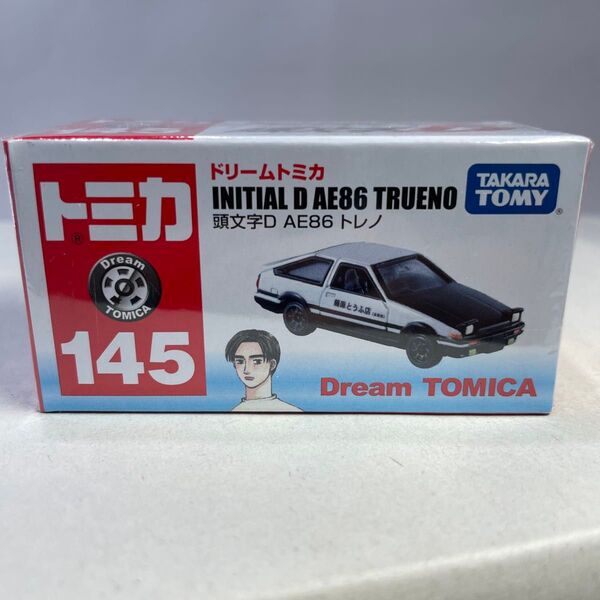 トミカ
®
Dream
TOMICA
145
ドリームトミカ
INITIAL D AE86 TRUENO
頭文字D AE86 トレノ
TAKARA
TOMY
®
藤原とうふ店
Dream TOMICA